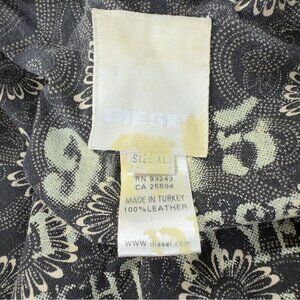 DIESEL
SIZE XL
RN 93243
CA 25594
MADE IN TURKEY
100% LEATHER
www.diesel.com